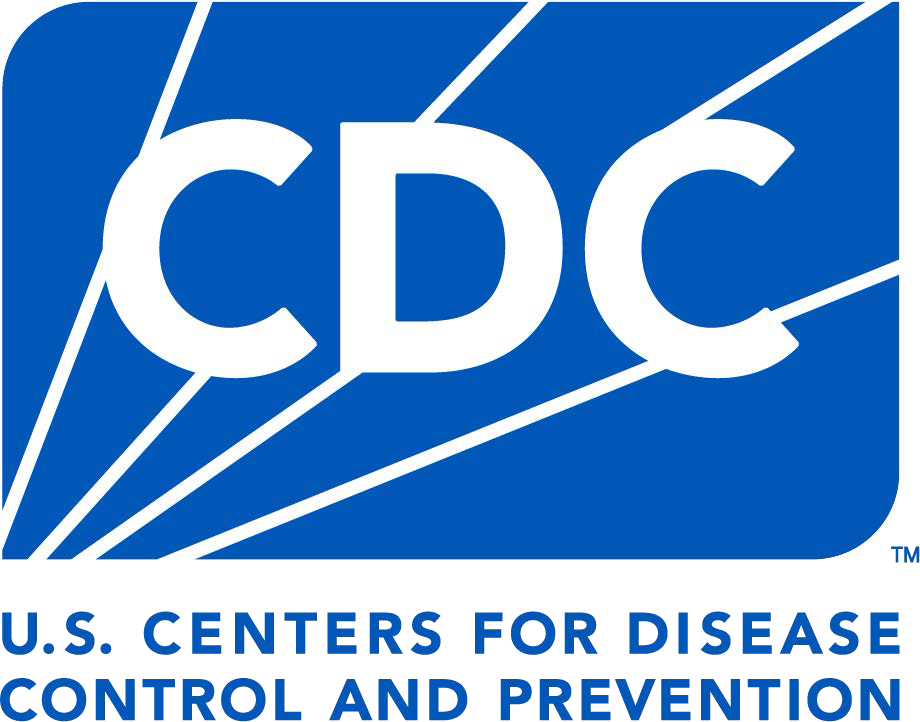 CDC
TM
U.S. CENTERS FOR DISEASE
CONTROL AND PREVENTION